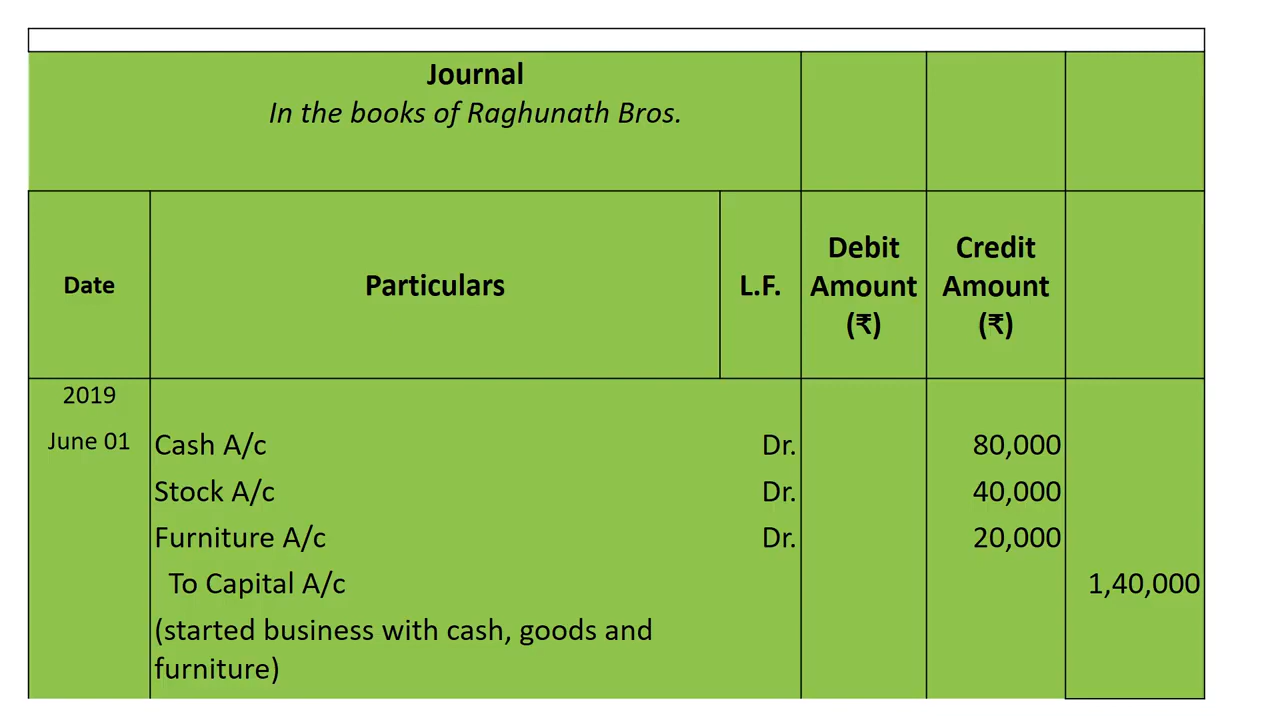 Journal
In the books of Raghunath Bros.
Date Particulars L.F. Debit Amount (₹) Credit Amount (₹)
2019
June 01 Cash A/c Dr. 80,000
Stock A/c Dr. 40,000
Furniture A/c Dr. 20,000
To Capital A/c 1,40,000
(started business with cash, goods and
furniture)